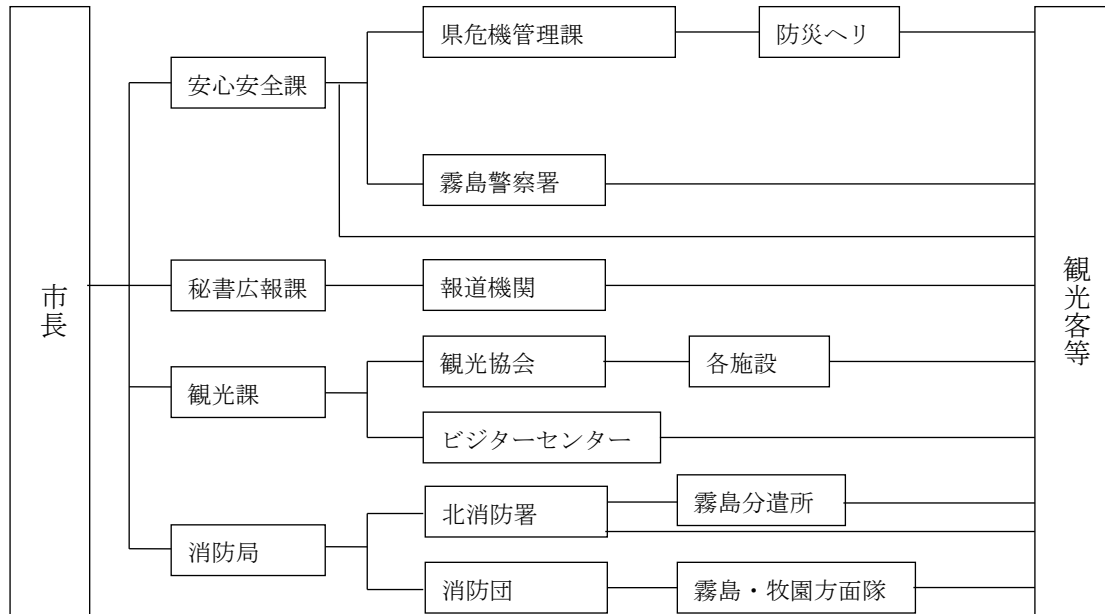 市長
安心安全課
県危機管理課
防災ヘリ
霧島警察署
秘書広報課
報道機関
観光課
観光協会
各施設
ビジターセンター
消防局
北消防署
霧島分遣所
消防団
霧島・牧園方面隊
観光客等